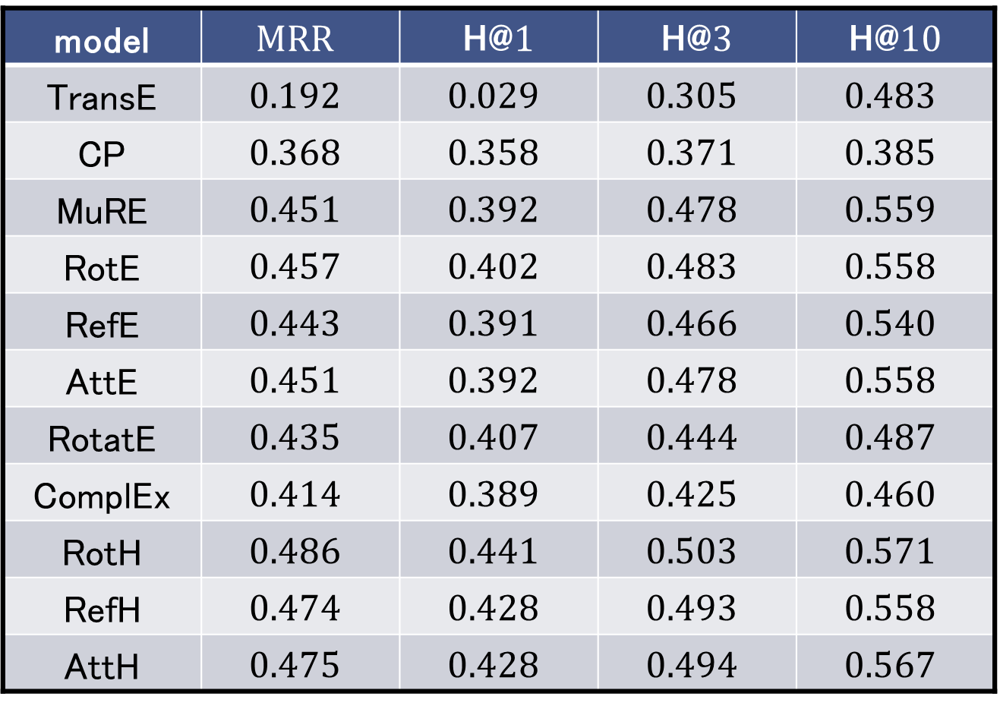 model MRR H@1 H@3 H@10
TransE 0.192 0.029 0.305 0.483
CP 0.368 0.358 0.371 0.385
MuRE 0.451 0.392 0.478 0.559
RotE 0.457 0.402 0.483 0.558
RefE 0.443 0.391 0.466 0.540
AttE 0.451 0.392 0.478 0.558
RotatE 0.435 0.407 0.444 0.487
ComplEx 0.414 0.389 0.425 0.460
RotH 0.486 0.441 0.503 0.571
RefH 0.474 0.428 0.493 0.558
AttH 0.475 0.428 0.494 0.567